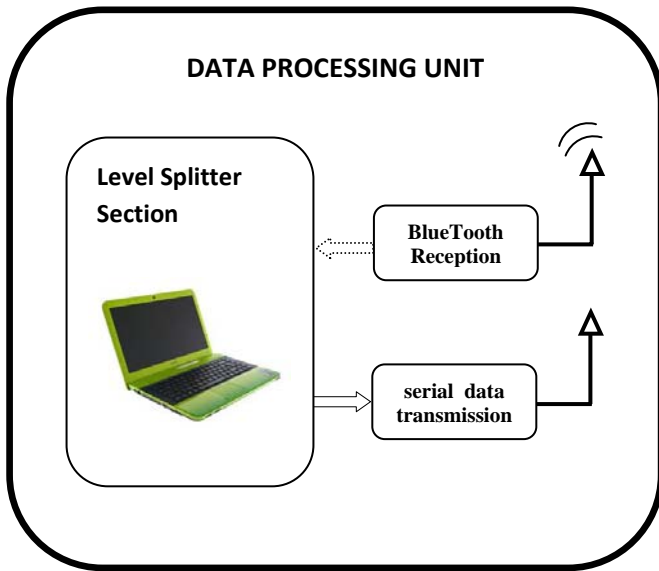 DATA PROCESSING UNIT
Level Splitter
Section
BlueTooth
Reception
serial data
transmission